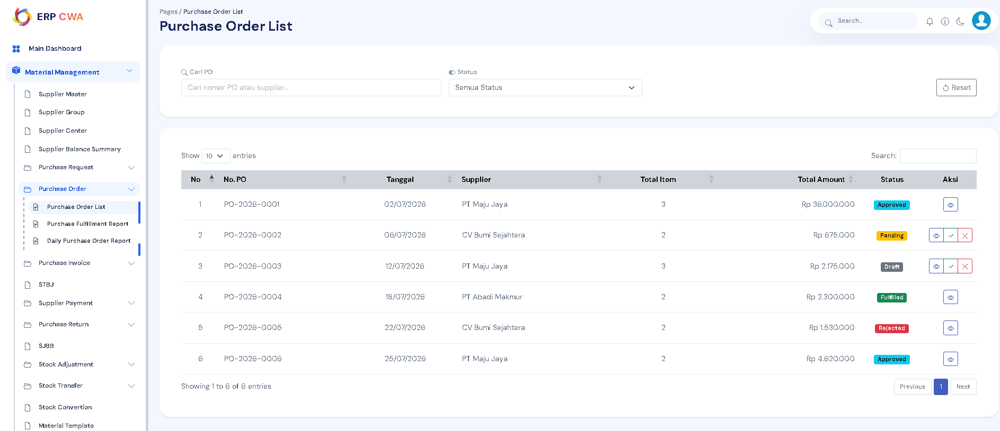 ERP CWA
Main Dashboard
Material Management
Supplier Master
Supplier Group
Supplier Center
Supplier Balance Summary
Purchase Request
Purchase Order
Purchase Order List
Purchase Fulfillment Report
Daily Purchase Order Report
Purchase Invoice
STBJ
Supplier Payment
Purchase Return
SJBB
Stock Adjustment
Stock Transfer
Stock Convertion
Material Template
Pages / Purchase Order List
Purchase Order List
Search...
Cari PO
Cari nomor PO atau supplier...
Status
Semua Status
Reset
Show 10 entries
Search:
No No. PO Tanggal Supplier Total Item Total Amount Status Aksi
1 PO-2026-0001 02/07/2026 PT Maju Jaya 3 Rp 36.000.000 Approved
2 PO-2026-0002 06/07/2026 CV Bumi Sejahtera 2 Rp 675.000 Pending
3 PO-2026-0003 12/07/2026 PT Maju Jaya 3 Rp 2.175.000 Draft
4 PO-2026-0004 18/07/2026 PT Abadi Makmur 2 Rp 2.300.000 Fulfilled
5 PO-2026-0005 22/07/2026 CV Bumi Sejahtera 2 Rp 1.530.000 Rejected
6 PO-2026-0006 25/07/2026 PT Maju Jaya 2 Rp 4.620.000 Approved
Showing 1 to 6 of 6 entries
Previous 1 Next